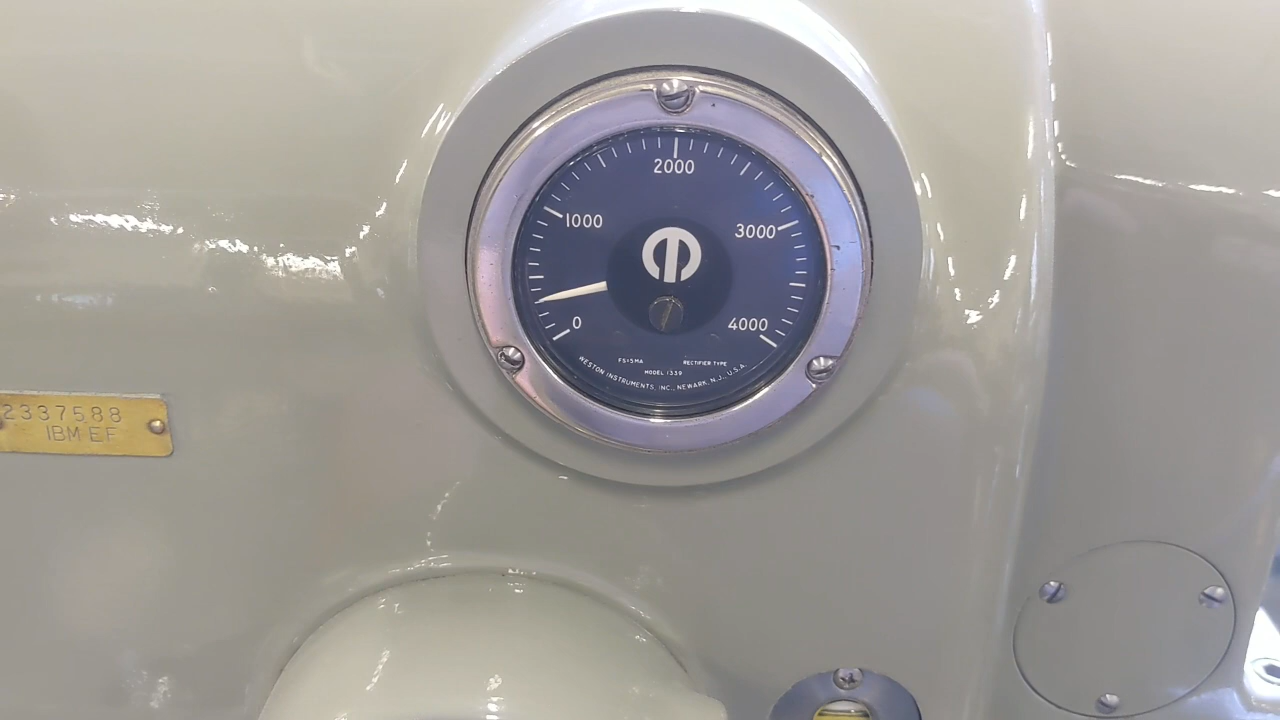 2000
1000
3000
0
4000
FS=5MA
RECTIFIER TYPE
MODEL 1339
WESTON INSTRUMENTS, INC., NEWARK, N.J., U.S.A.
2337588
IBM EF